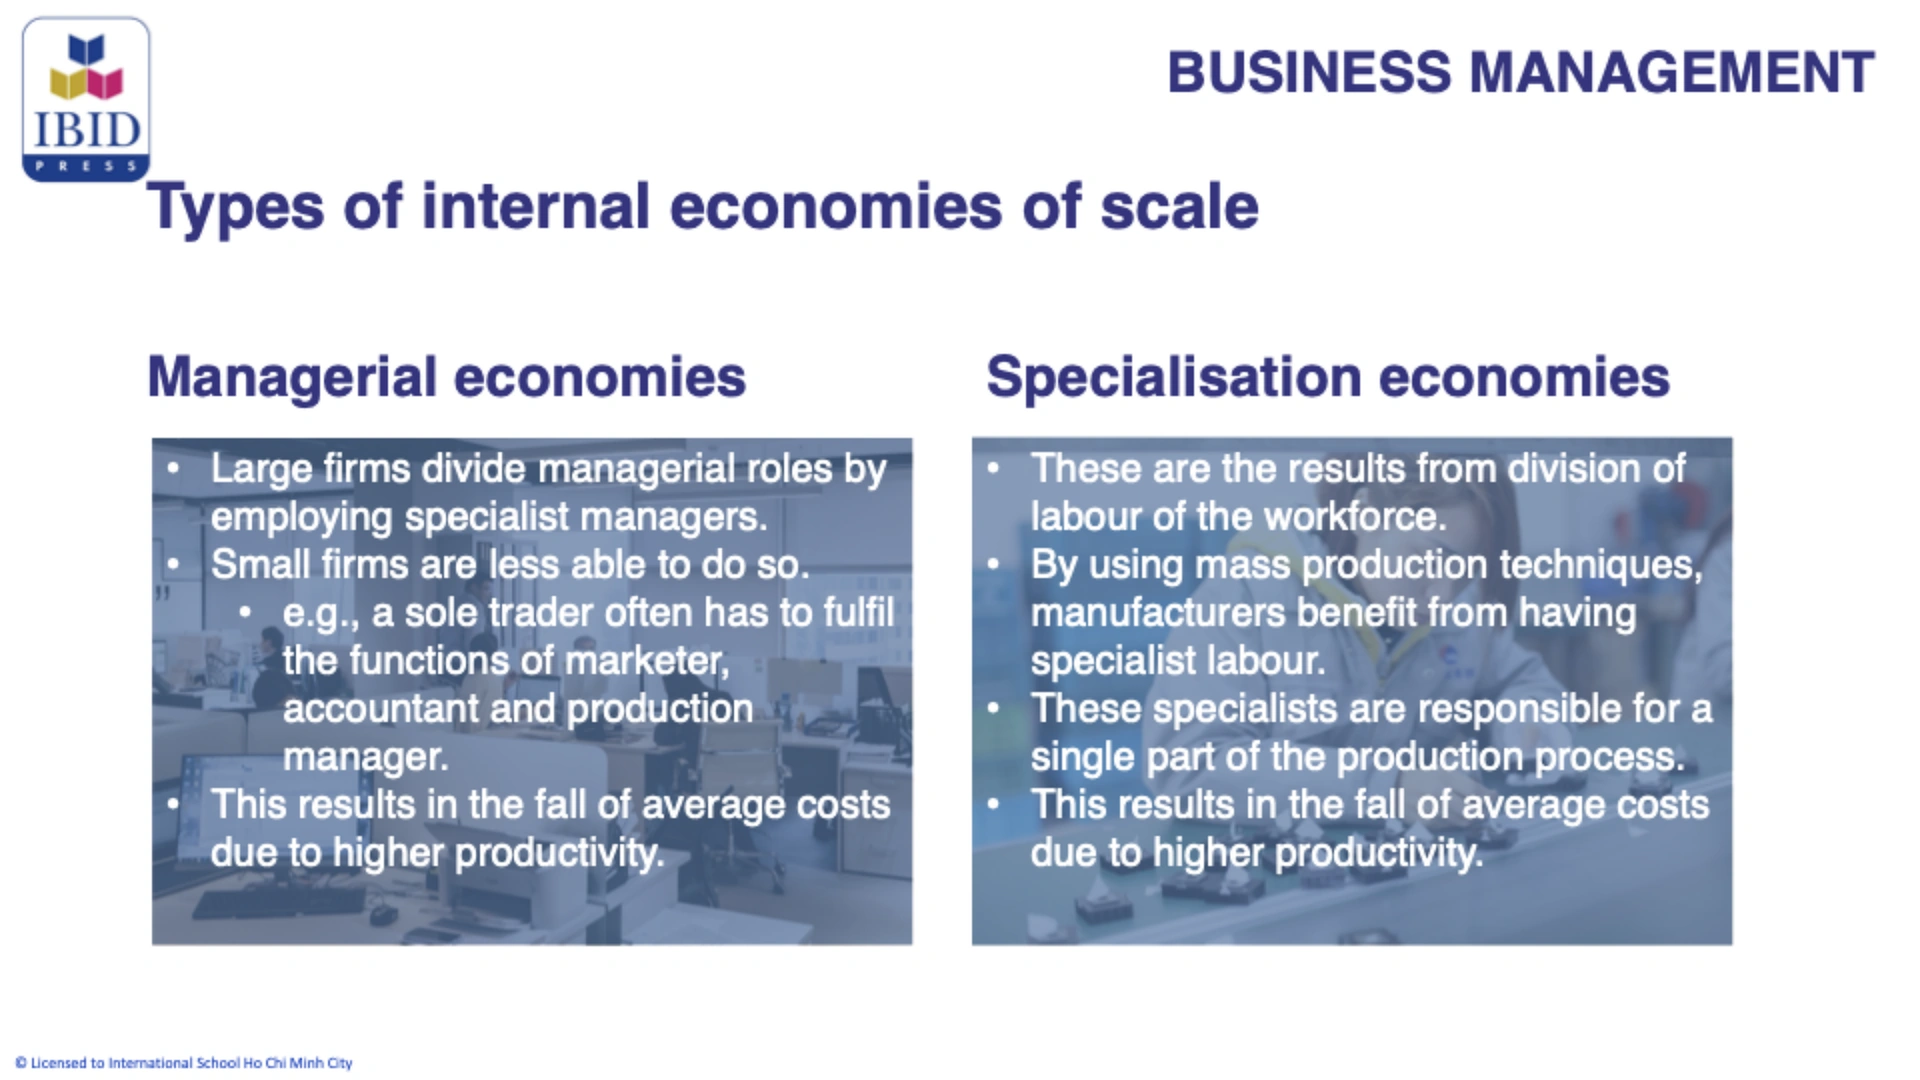 IBID
PRESS
BUSINESS MANAGEMENT
Types of internal economies of scale
Managerial economies
• Large firms divide managerial roles by
employing specialist managers.
• Small firms are less able to do so.
• e.g., a sole trader often has to fulfil
the functions of marketer,
accountant and production
manager.
• This results in the fall of average costs
due to higher productivity.
Specialisation economies
• These are the results from division of
labour of the workforce.
• By using mass production techniques,
manufacturers benefit from having
specialist labour.
• These specialists are responsible for a
single part of the production process.
• This results in the fall of average costs
due to higher productivity.
© Licensed to International School Ho Chi Minh City